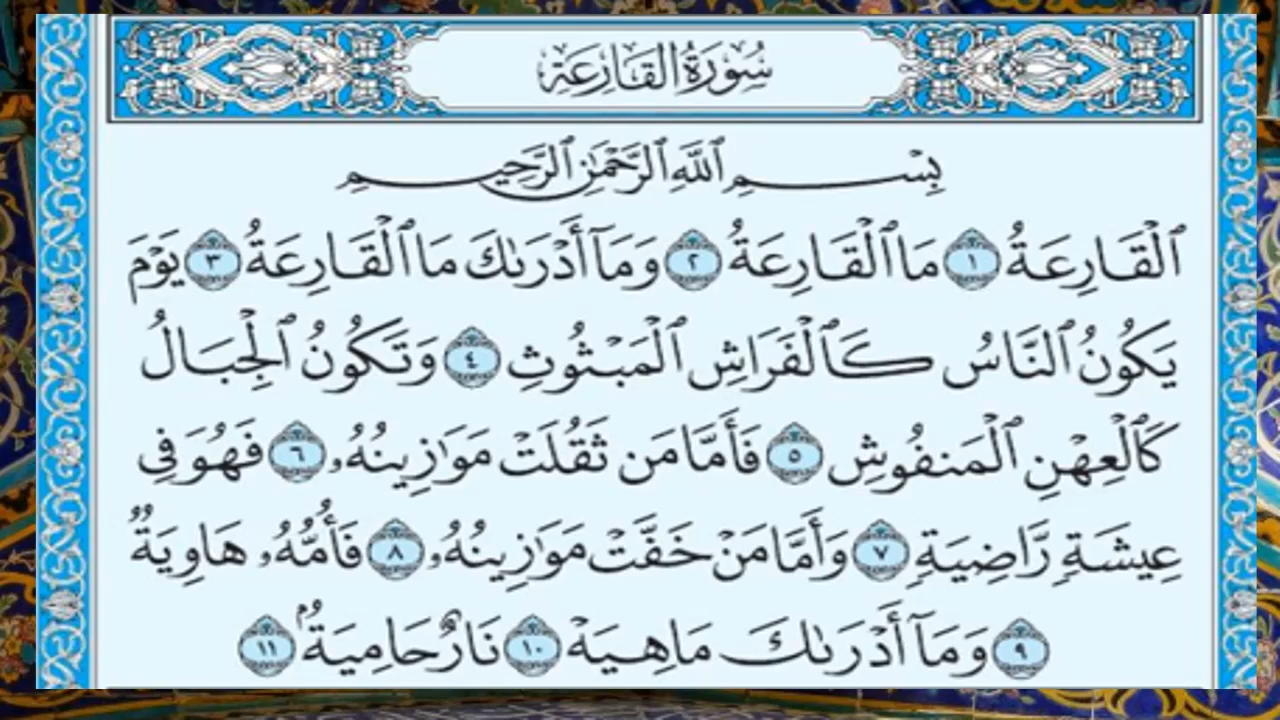 سُورَةُ القَارِعَةِ
بِسْمِ ٱللَّهِ ٱلرَّحْمَٰنِ ٱلرَّحِيمِ
ٱلْقَارِعَةُ ١ مَا ٱلْقَارِعَةُ ٢ وَمَآ أَدْرَىٰكَ مَا ٱلْقَارِعَةُ ٣ يَوْمَ
يَكُونُ ٱلنَّاسُ كَٱلْفَرَاشِ ٱلْمَبْثُوثِ ٤ وَتَكُونُ ٱلْجِبَالُ
كَٱلْعِهْنِ ٱلْمَنفُوشِ ٥ فَأَمَّا مَن ثَقُلَتْ مَوَٰزِينُهُۥ ٦ فَهُوَ فِى
عِيشَةٍ رَّاضِيَةٍ ٧ وَأَمَّا مَنْ خَفَّتْ مَوَٰزِينُهُۥ ٨ فَأُمُّهُۥ هَاوِيَةٌ
٩ وَمَآ أَدْرَىٰكَ مَا هِيَهْ ١٠ نَارٌ حَامِيَةٌۢ ١١